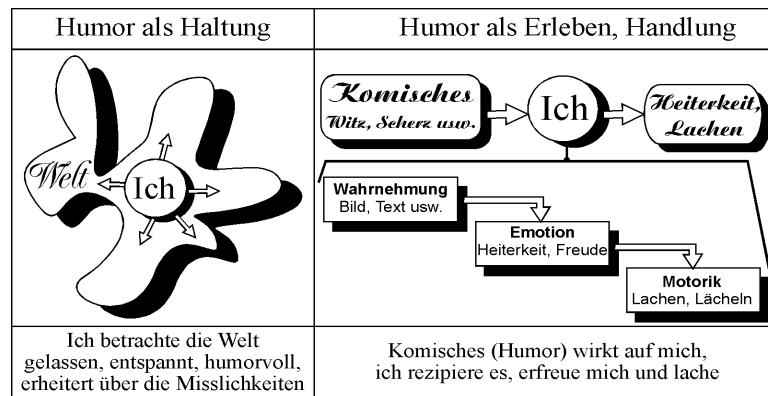 Humor als Haltung
Welt
Ich
Ich betrachte die Welt
gelassen, entspannt, humorvoll,
erheitert über die Misslichkeiten
Humor als Erleben, Handlung
Komisches
Witz, Scherz usw.
Ich
Heiterkeit,
Lachen
Wahrnehmung
Bild, Text usw.
Emotion
Heiterkeit, Freude
Motorik
Lachen, Lächeln
Komisches (Humor) wirkt auf mich,
ich rezipiere es, erfreue mich und lache